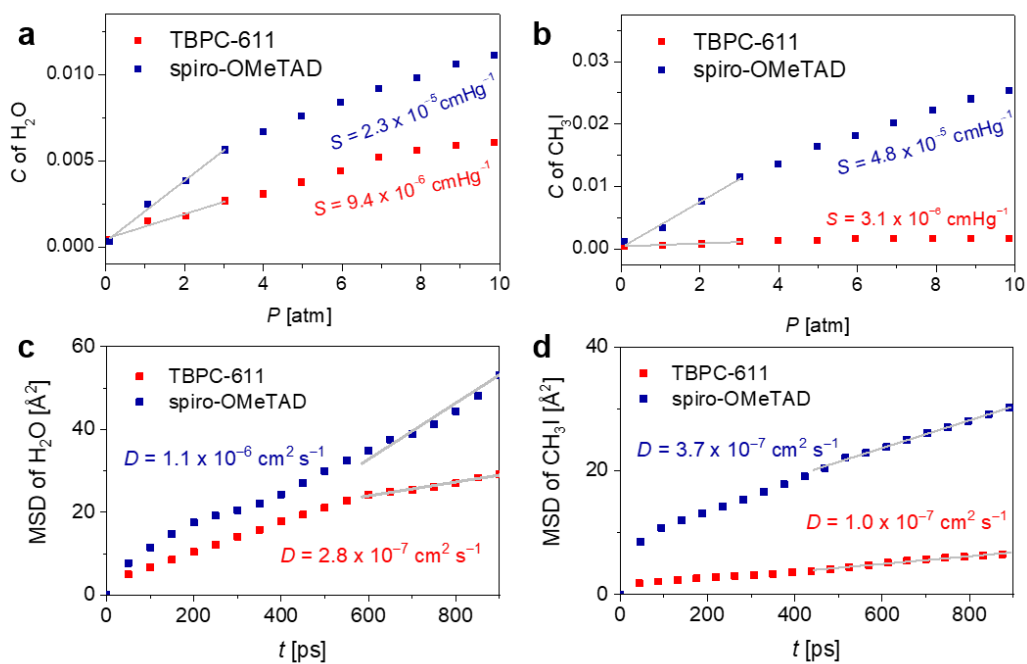 a
TBPC-611
spiro-OMeTAD
S = 2.3 x 10⁻⁵ cmHg⁻¹
S = 9.4 x 10⁻⁶ cmHg⁻¹
C of H₂O
0.010
0.005
0.000
0 2 4 6 8 10
P [atm]
b
TBPC-611
spiro-OMeTAD
S = 4.8 x 10⁻⁵ cmHg⁻¹
S = 3.1 x 10⁻⁶ cmHg⁻¹
C of CH₃I
0.03
0.02
0.01
0.00
0 2 4 6 8 10
P [atm]
c
TBPC-611
spiro-OMeTAD
D = 1.1 x 10⁻⁶ cm² s⁻¹
D = 2.8 x 10⁻⁷ cm² s⁻¹
MSD of H₂O [Å²]
60
40
20
0
0 200 400 600 800
t [ps]
d
TBPC-611
spiro-OMeTAD
D = 3.7 x 10⁻⁷ cm² s⁻¹
D = 1.0 x 10⁻⁷ cm² s⁻¹
MSD of CH₃I [Å²]
40
20
0
0 200 400 600 800
t [ps]